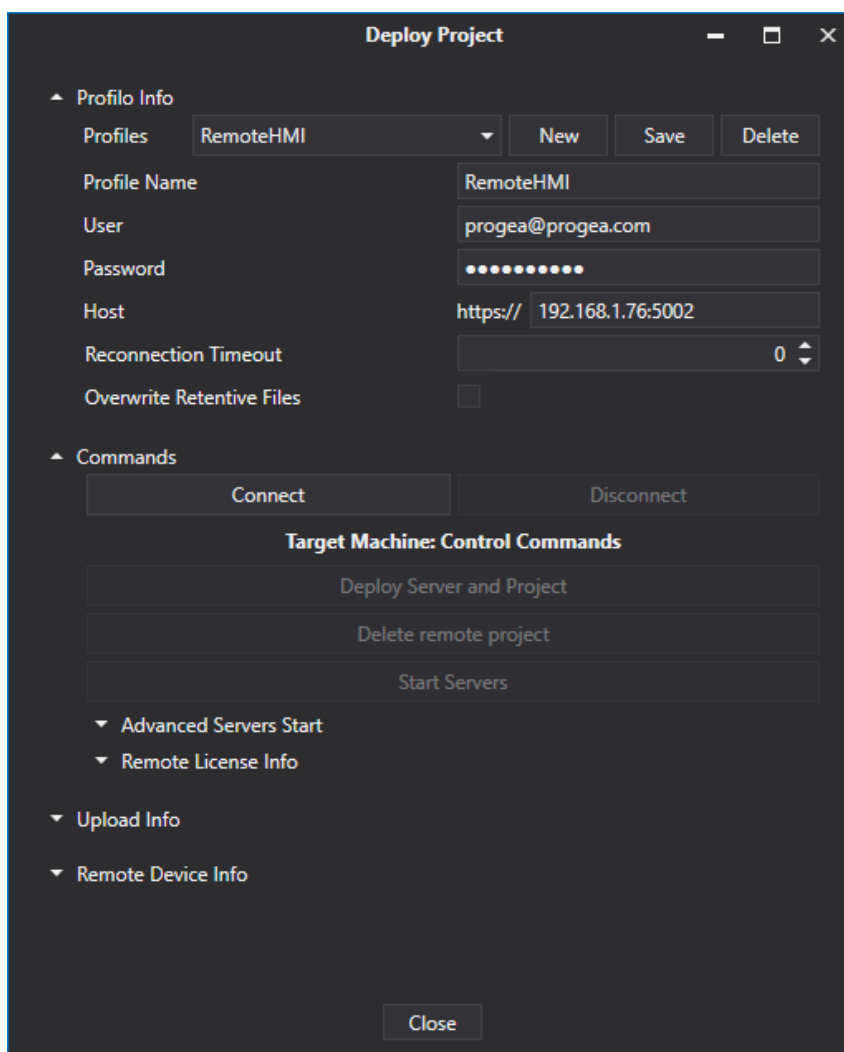 Deploy Project
Profilo Info
Profiles RemoteHMI New Save Delete
Profile Name RemoteHMI
User progea@progea.com
Password ●●●●●●●●●●
Host https:// 192.168.1.76:5002
Reconnection Timeout 0
Overwrite Retentive Files
Commands
Connect Disconnect
Target Machine: Control Commands
Deploy Server and Project
Delete remote project
Start Servers
Advanced Servers Start
Remote License Info
Upload Info
Remote Device Info
Close